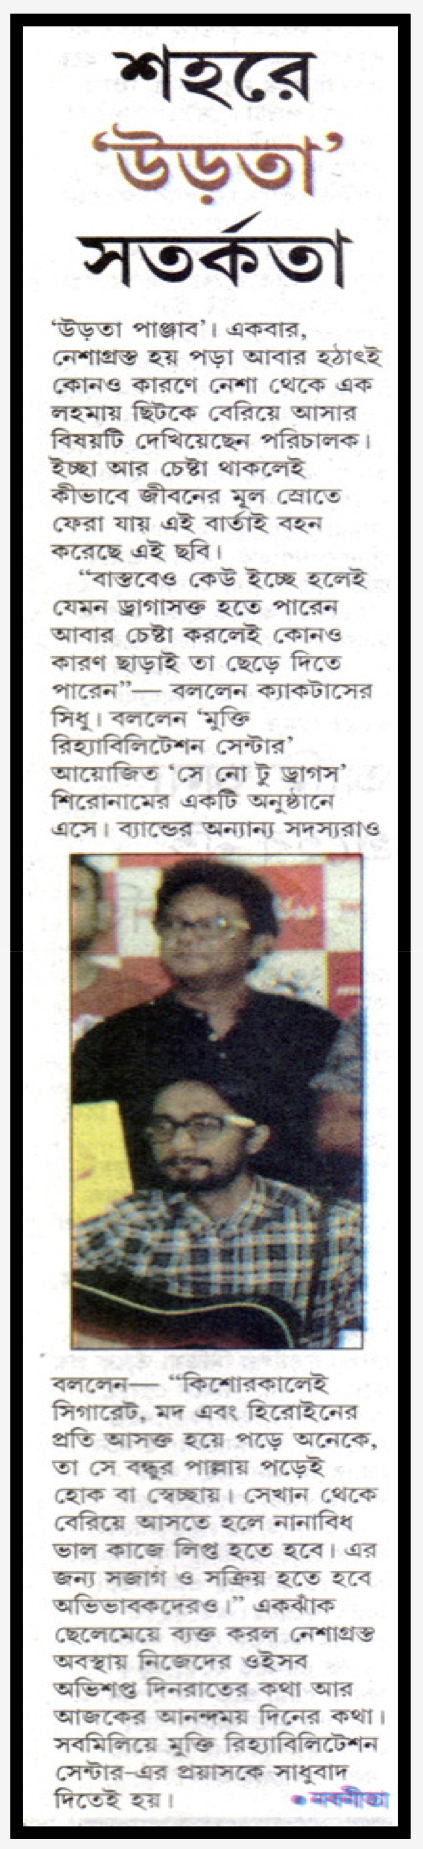 শহরে
‘উড়তা’
সতর্কতা
‘উড়তা পাঞ্জাব’। একবার,
নেশাগ্রস্ত হয় পড়া আবার হঠাৎই
কোনও কারণে নেশা থেকে এক
লহমায় ছিটকে বেরিয়ে আসার
বিষয়টি দেখিয়েছেন পরিচালক।
ইচ্ছা আর চেষ্টা থাকলেই
কীভাবে জীবনের মূল স্রোতে
ফেরা যায় এই বার্তাই বহন
করেছে এই ছবি।
“বাস্তবেও কেউ ইচ্ছে হলেই
যেমন ড্রাগাসক্ত হতে পারেন
আবার চেষ্টা করলেই কোনও
কারণ ছাড়াই তা ছেড়ে দিতে
পারেন”— বললেন ক্যাকটাসের
সিধু। বললেন ‘মুক্তি
রিহ্যাবিলিটেশন সেন্টার’
আয়োজিত ‘সে নো টু ড্রাগস’
শিরোনামের একটি অনুষ্ঠানে
এসে। ব্যান্ডের অন্যান্য সদস্যরাও
বললেন— “কিশোরকালেই
সিগারেট, মদ এবং হিরোইনের
প্রতি আসক্ত হয়ে পড়ে অনেকে,
তা সে বন্ধুর পাল্লায় পড়েই
হোক বা স্বেচ্ছায়। সেখান থেকে
বেরিয়ে আসতে হলে নানাবিধ
ভাল কাজে লিপ্ত হতে হবে। এর
জন্য সজাগ ও সক্রিয় হতে হবে
অভিভাবকদেরও।” একঝাঁক
ছেলেমেয়ে ব্যক্ত করল নেশাগ্রস্ত
অবস্থায় নিজেদের ওইসব
অভিশপ্ত দিনরাতের কথা আর
আজকের আনন্দময় দিনের কথা।
সবমিলিয়ে মুক্তি রিহ্যাবিলিটেশন
সেন্টার-এর প্রয়াসকে সাধুবাদ
দিতেই হয়।